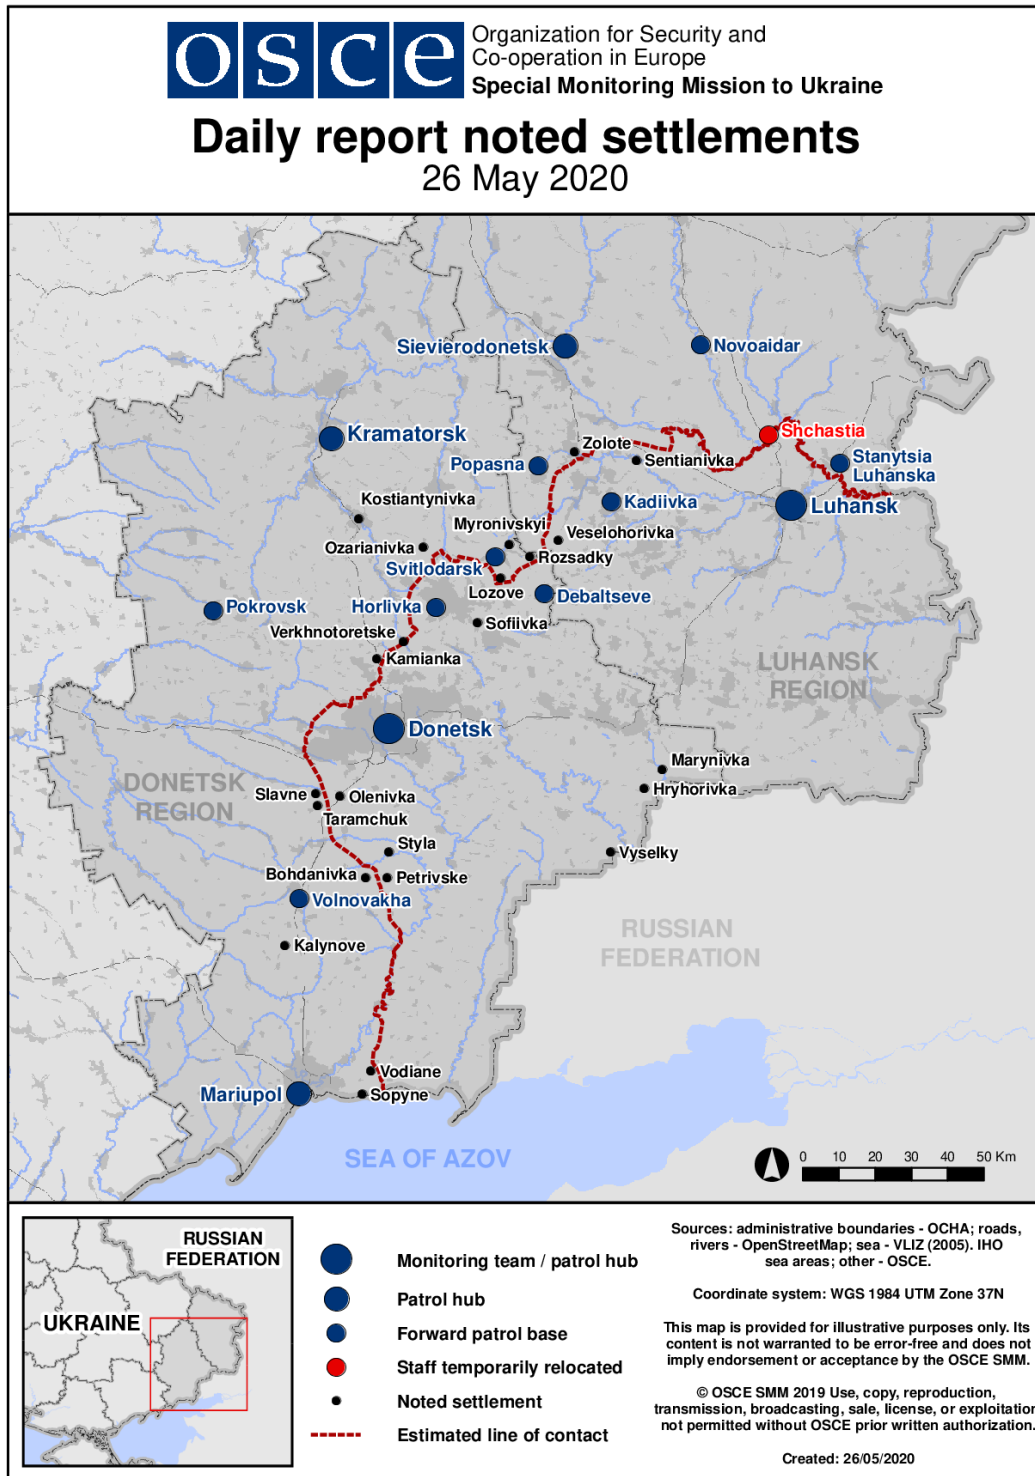 osce
Organization for Security and
Co-operation in Europe
Special Monitoring Mission to Ukraine
Daily report noted settlements
26 May 2020
Sievierodonetsk
Novoaidar
Kramatorsk
Shchastia
Zolote
Popasna
Sentianivka
Stanytsia
Luhanska
Kostiantynivka
Kadiivka
Luhansk
Myronivskyi
Veselohorivka
Ozarianivka
Svitlodarsk
Rozsadky
Lozove
Debaltseve
Pokrovsk
Horlivka
Sofiivka
Verkhnotoretske
Kamianka
LUHANSK
REGION
Donetsk
Marynivka
DONETSK
REGION
Hryhorivka
Slavne
Olenivka
Taramchuk
Styla
Vyselky
Bohdanivka
Petrivske
Volnovakha
RUSSIAN
FEDERATION
Kalynove
Vodiane
Mariupol
Sopyne
SEA OF AZOV
0 10 20 30 40 50 Km
RUSSIAN
FEDERATION
UKRAINE
Monitoring team / patrol hub
Patrol hub
Forward patrol base
Staff temporarily relocated
Noted settlement
Estimated line of contact
Sources: administrative boundaries - OCHA; roads,
rivers - OpenStreetMap; sea - VLIZ (2005). IHO
sea areas; other - OSCE.
Coordinate system: WGS 1984 UTM Zone 37N
This map is provided for illustrative purposes only. Its
content is not warranted to be error-free and does not
imply endorsement or acceptance by the OSCE SMM.
© OSCE SMM 2019 Use, copy, reproduction,
transmission, broadcasting, sale, license, or exploitation
not permitted without OSCE prior written authorization.
Created: 26/05/2020